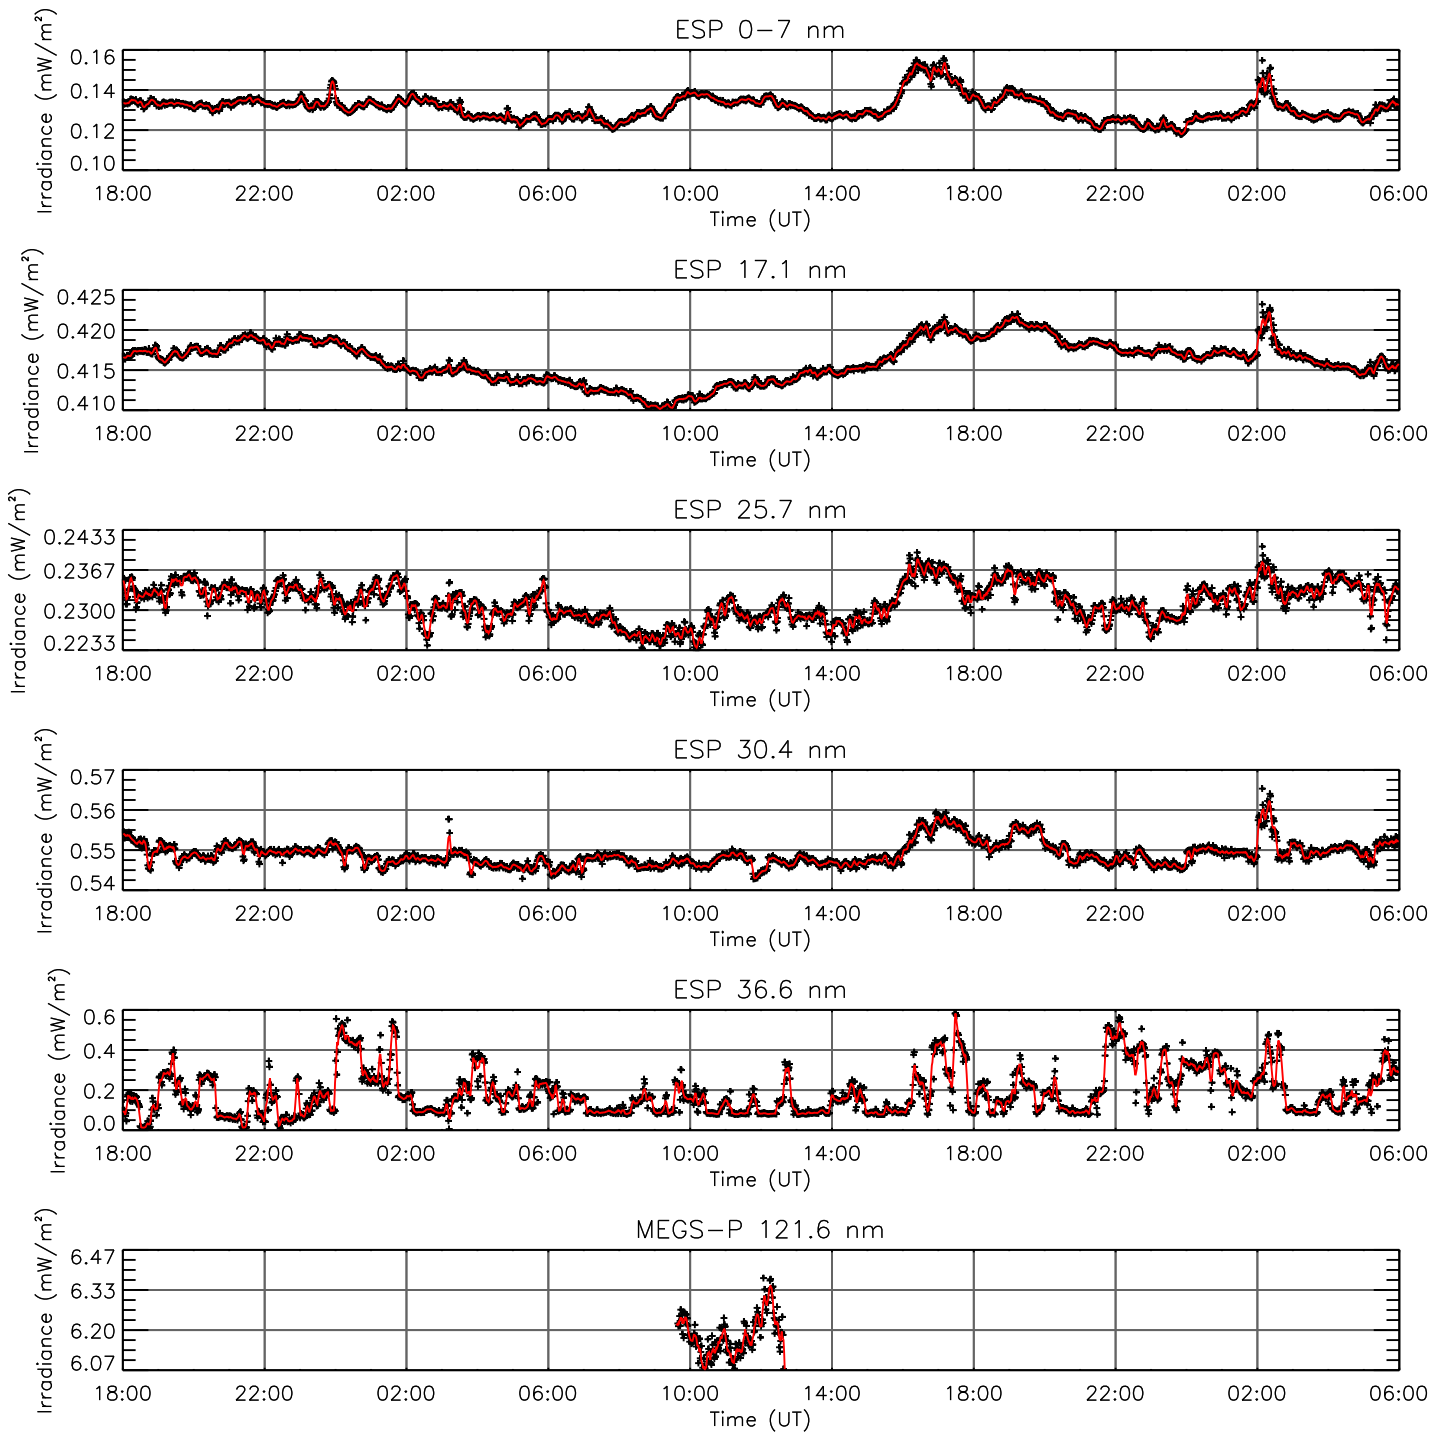 ESP 0-7 nm
Irradiance (mW/m²)
0.16
0.14
0.12
0.10
18:00 22:00 02:00 06:00 10:00 14:00 18:00 22:00 02:00 06:00
Time (UT)
ESP 17.1 nm
Irradiance (mW/m²)
0.425
0.420
0.415
0.410
18:00 22:00 02:00 06:00 10:00 14:00 18:00 22:00 02:00 06:00
Time (UT)
ESP 25.7 nm
Irradiance (mW/m²)
0.2433
0.2367
0.2300
0.2233
18:00 22:00 02:00 06:00 10:00 14:00 18:00 22:00 02:00 06:00
Time (UT)
ESP 30.4 nm
Irradiance (mW/m²)
0.57
0.56
0.55
0.54
18:00 22:00 02:00 06:00 10:00 14:00 18:00 22:00 02:00 06:00
Time (UT)
ESP 36.6 nm
Irradiance (mW/m²)
0.6
0.4
0.2
0.0
18:00 22:00 02:00 06:00 10:00 14:00 18:00 22:00 02:00 06:00
Time (UT)
MEGS-P 121.6 nm
Irradiance (mW/m²)
6.47
6.33
6.20
6.07
18:00 22:00 02:00 06:00 10:00 14:00 18:00 22:00 02:00 06:00
Time (UT)